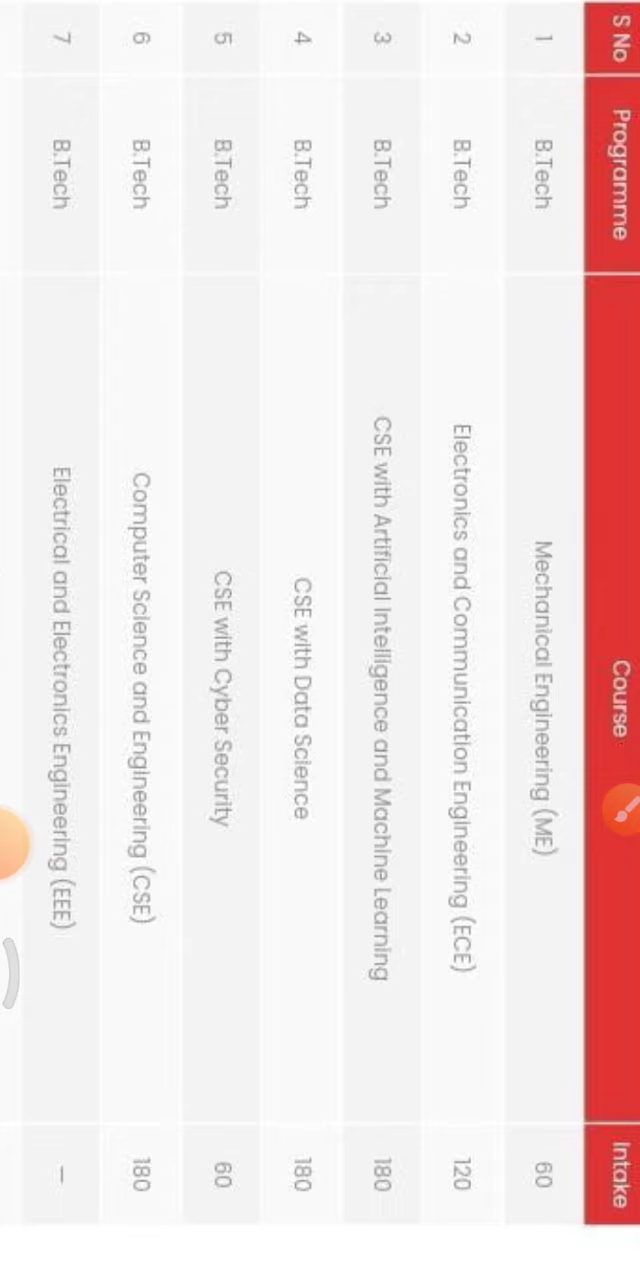 S No Programme Course Intake
1 B.Tech Mechanical Engineering (ME) 60
2 B.Tech Electronics and Communication Engineering (ECE) 120
3 B.Tech CSE with Artificial Intelligence and Machine Learning 180
4 B.Tech CSE with Data Science 180
5 B.Tech CSE with Cyber Security 60
6 B.Tech Computer Science and Engineering (CSE) 180
7 B.Tech Electrical and Electronics Engineering (EEE) –